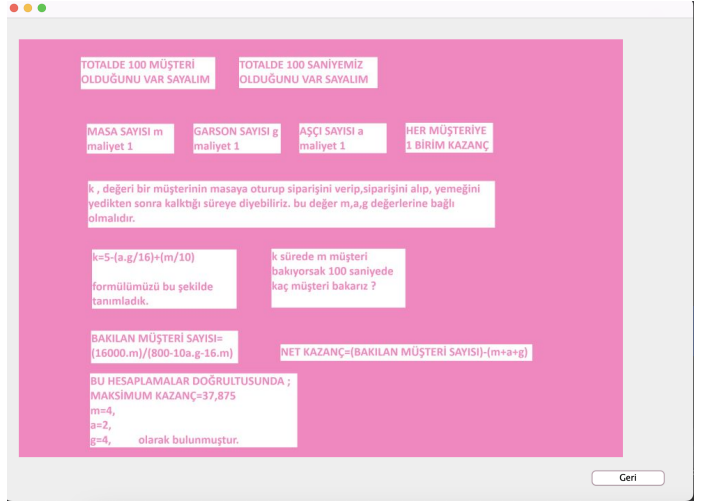 TOTALDE 100 MÜŞTERİ
OLDUĞUNU VAR SAYALIM
TOTALDE 100 SANİYEMİZ
OLDUĞUNU VAR SAYALIM
MASA SAYISI m
maliyet 1
GARSON SAYISI g
maliyet 1
AŞÇI SAYISI a
maliyet 1
HER MÜŞTERİYE
1 BİRİM KAZANÇ
k , değeri bir müşterinin masaya oturup siparişini verip,siparişini alıp, yemeğini
yedikten sonra kalktığı süreye diyebiliriz. bu değer m,a,g değerlerine bağlı
olmalıdır.
k=5-(a.g/16)+(m/10)
formülümüzü bu şekilde
tanımladık.
k sürede m müşteri
bakıyorsak 100 saniyede
kaç müşteri bakarız ?
BAKILAN MÜŞTERİ SAYISI=
(16000.m)/(800-10a.g-16.m)
NET KAZANÇ=(BAKILAN MÜŞTERİ SAYISI)-(m+a+g)
BU HESAPLAMALAR DOĞRULTUSUNDA ;
MAKSİMUM KAZANÇ=37,875
m=4,
a=2,
g=4, olarak bulunmuştur.
Geri